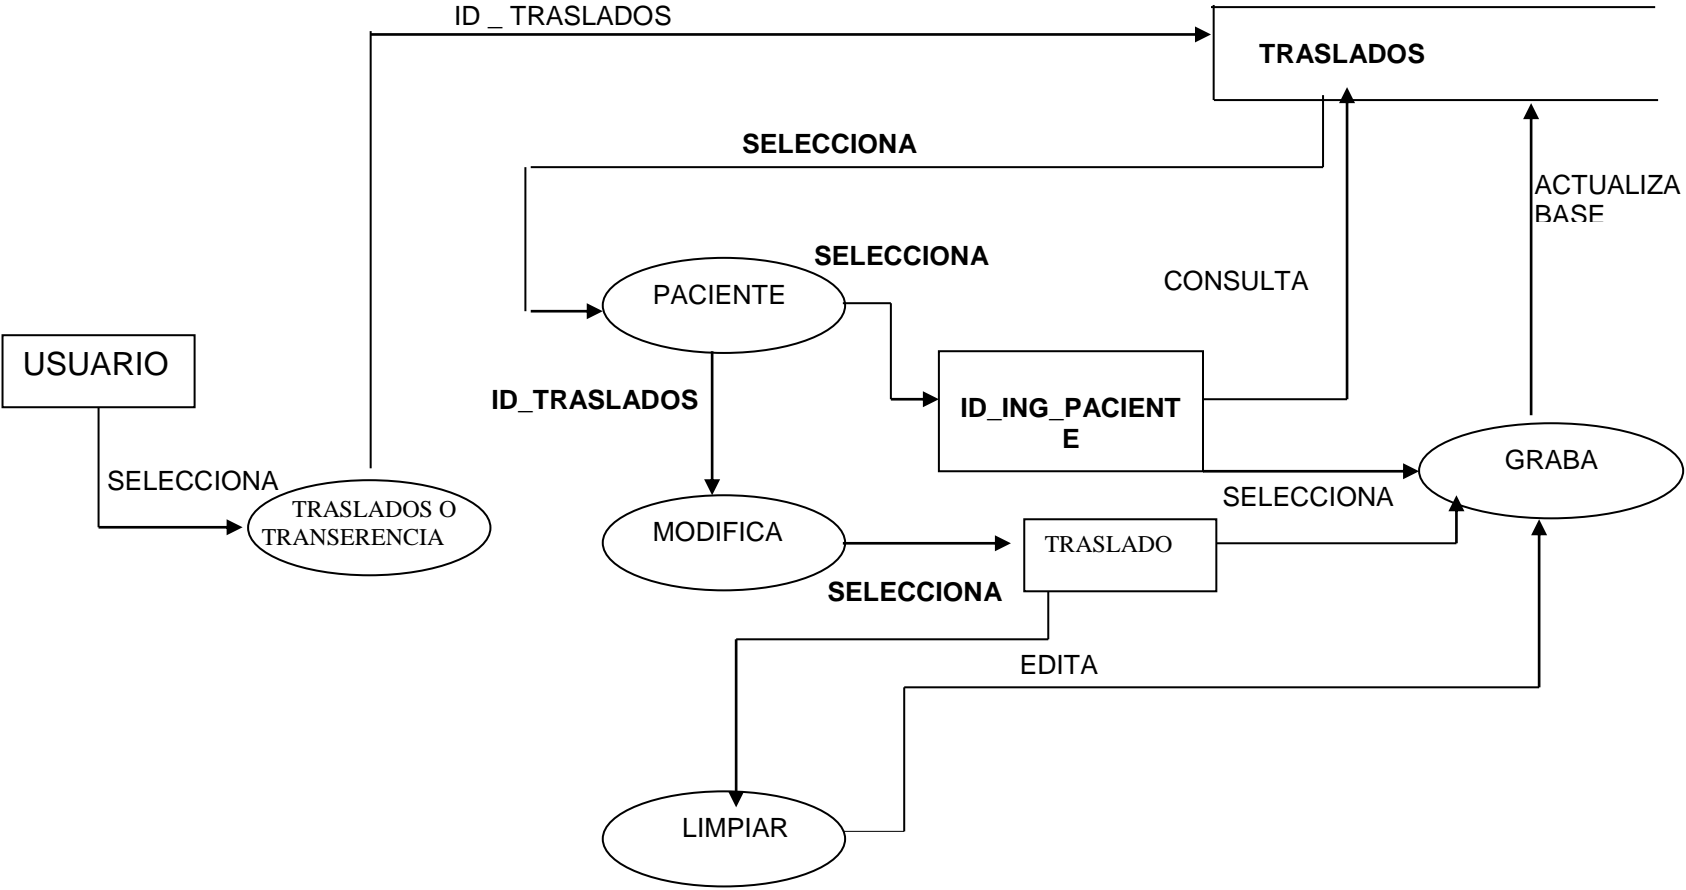 ID _ TRASLADOS
TRASLADOS
SELECCIONA
ACTUALIZA
BASE
SELECCIONA
CONSULTA
PACIENTE
USUARIO
ID_TRASLADOS
ID_ING_PACIENT
E
GRABA
SELECCIONA
SELECCIONA
TRASLADOS O
TRANSERENCIA
MODIFICA
TRASLADO
SELECCIONA
EDITA
LIMPIAR